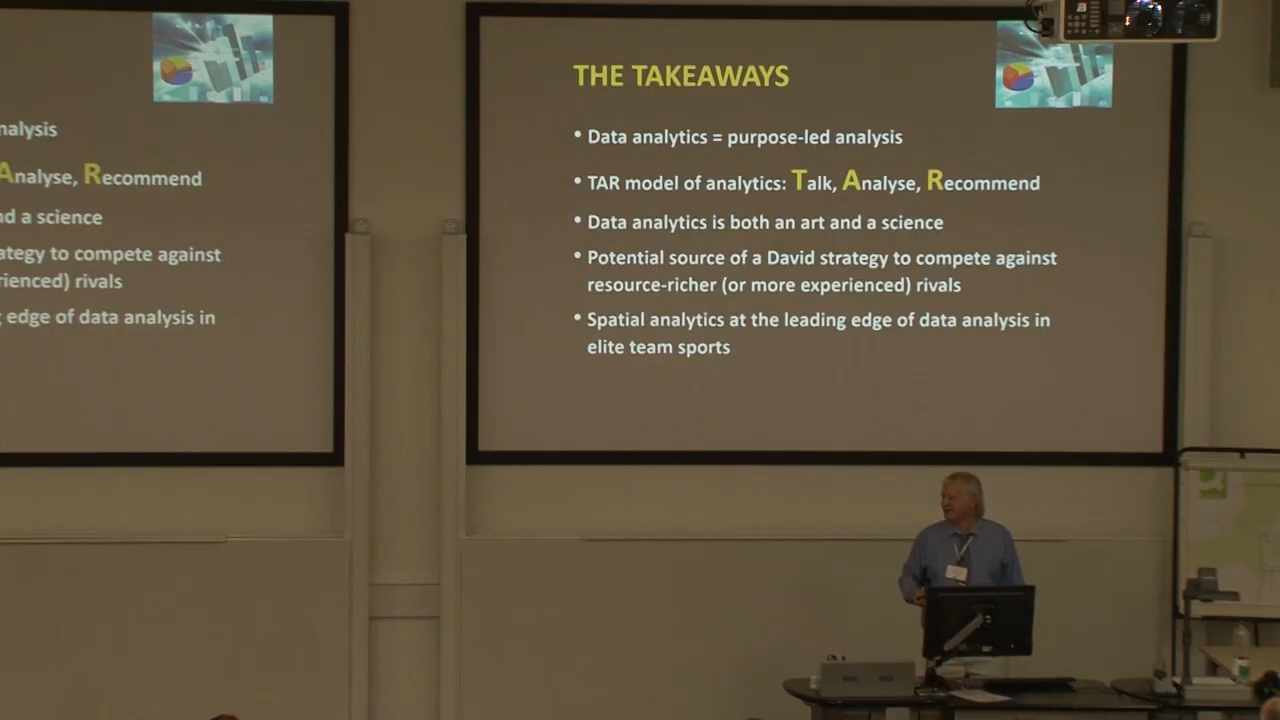 nalysis
Analyse, Recommend
nd a science
ategy to compete against
rienced) rivals
g edge of data analysis in
THE TAKEAWAYS
• Data analytics = purpose-led analysis
• TAR model of analytics: Talk, Analyse, Recommend
• Data analytics is both an art and a science
• Potential source of a David strategy to compete against
resource-richer (or more experienced) rivals
• Spatial analytics at the leading edge of data analysis in
elite team sports